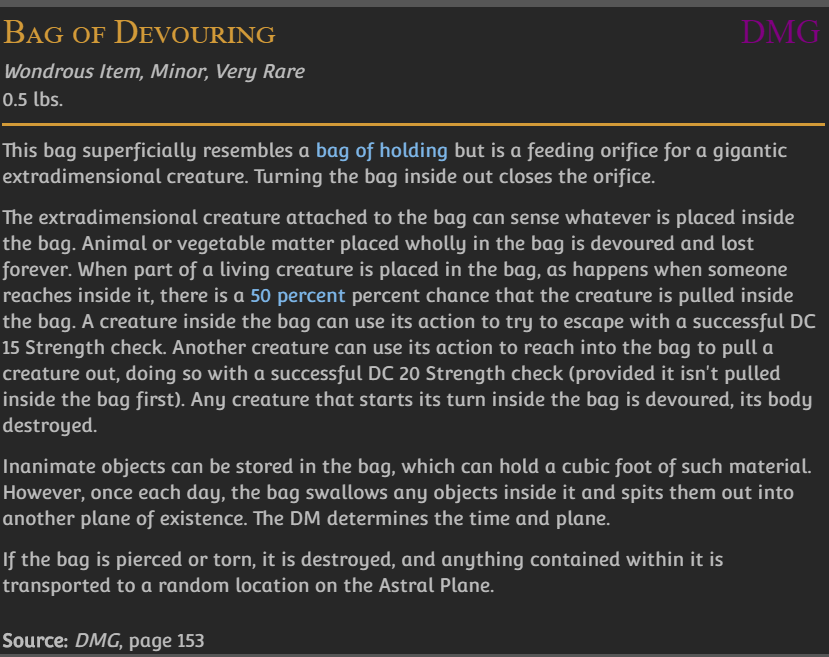 Bag of Devouring DMG
Wondrous Item, Minor, Very Rare
0.5 lbs.
This bag superficially resembles a bag of holding but is a feeding orifice for a gigantic
extradimensional creature. Turning the bag inside out closes the orifice.
The extradimensional creature attached to the bag can sense whatever is placed inside
the bag. Animal or vegetable matter placed wholly in the bag is devoured and lost
forever. When part of a living creature is placed in the bag, as happens when someone
reaches inside it, there is a 50 percent percent chance that the creature is pulled inside
the bag. A creature inside the bag can use its action to try to escape with a successful DC
15 Strength check. Another creature can use its action to reach into the bag to pull a
creature out, doing so with a successful DC 20 Strength check (provided it isn't pulled
inside the bag first). Any creature that starts its turn inside the bag is devoured, its body
destroyed.
Inanimate objects can be stored in the bag, which can hold a cubic foot of such material.
However, once each day, the bag swallows any objects inside it and spits them out into
another plane of existence. The DM determines the time and plane.
If the bag is pierced or torn, it is destroyed, and anything contained within it is
transported to a random location on the Astral Plane.
Source: DMG, page 153